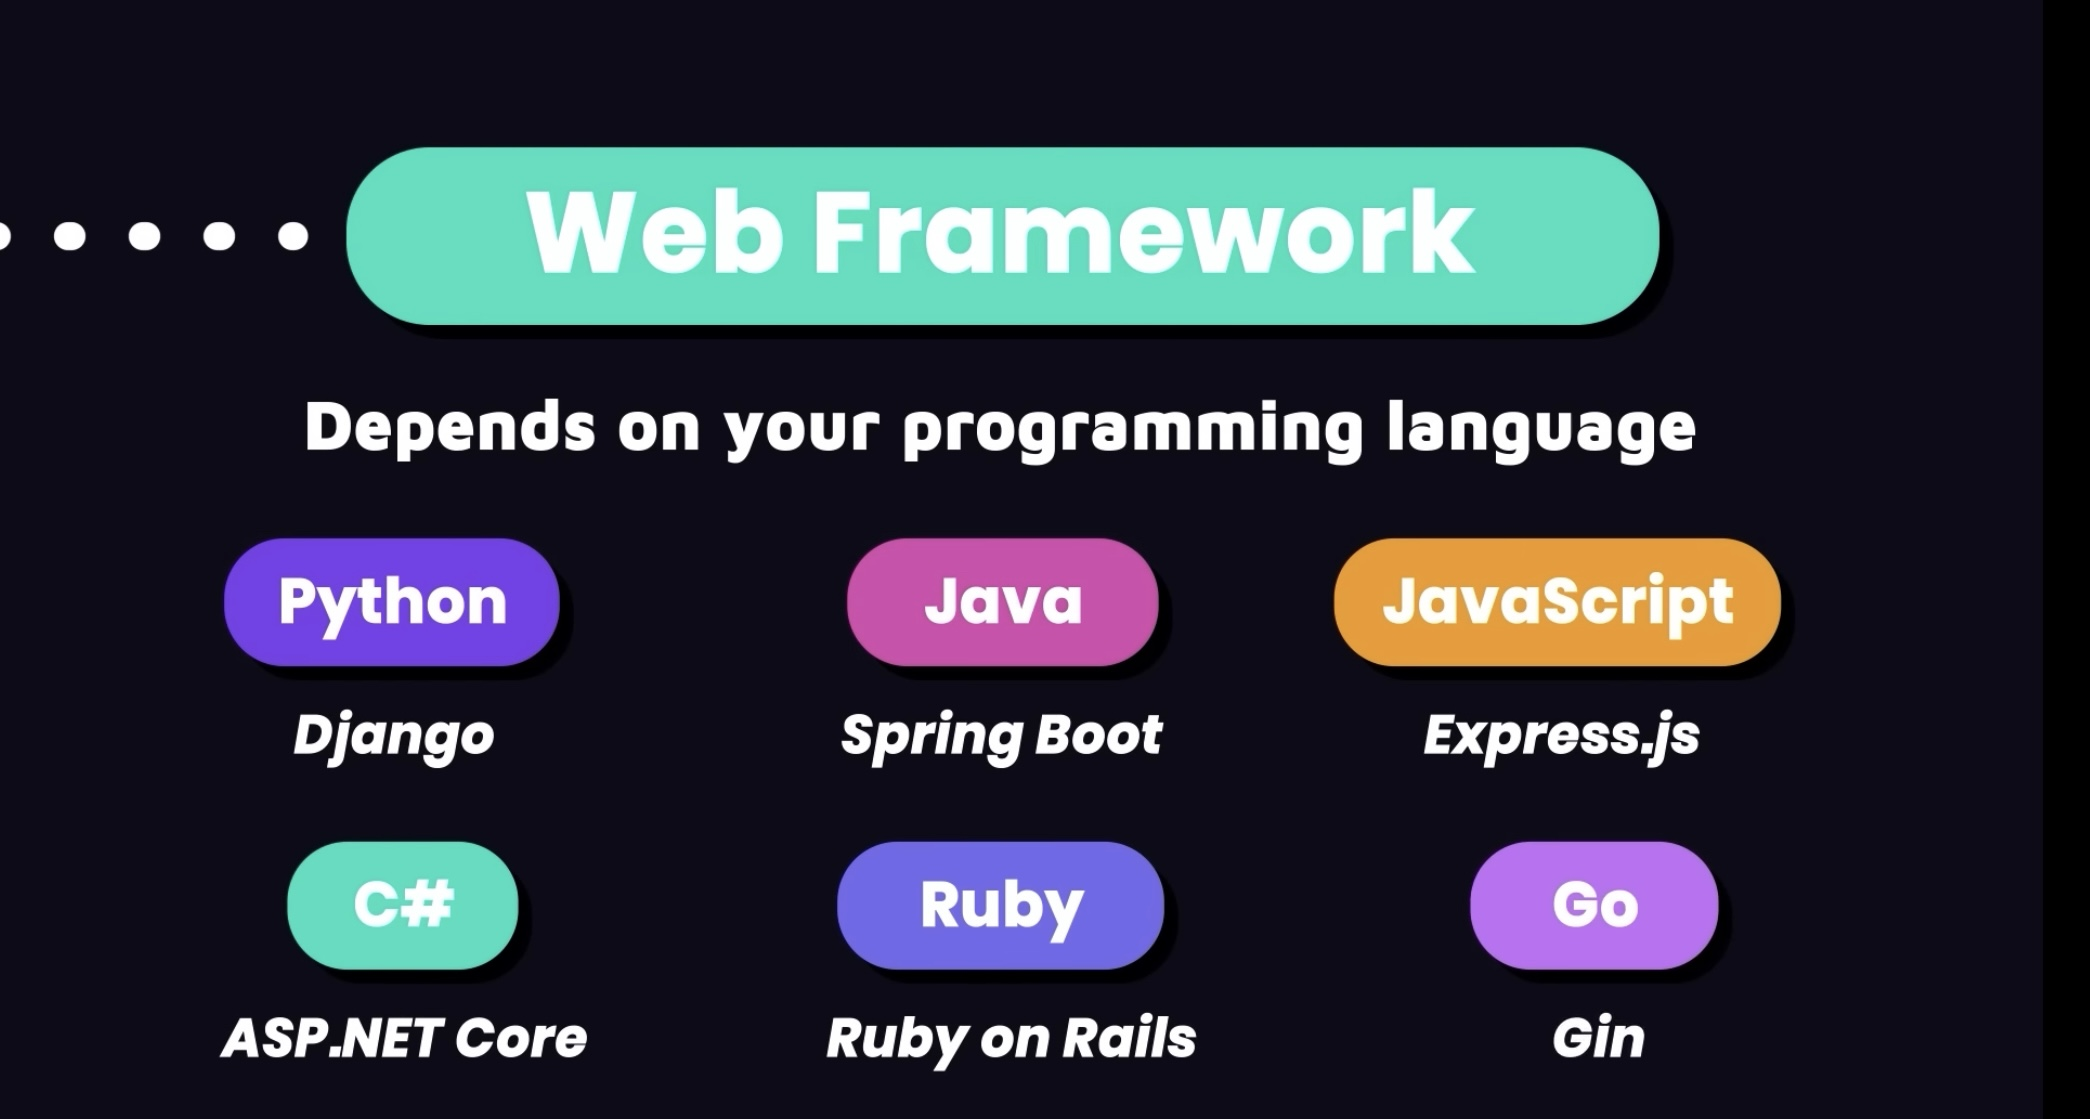 Web Framework
Depends on your programming language
Python
Java
JavaScript
Django
Spring Boot
Express.js
C#
Ruby
Go
ASP.NET Core
Ruby on Rails
Gin